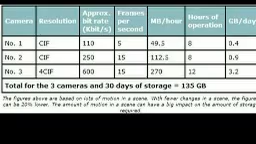 Camera Resolution Approx. bit rate (Kbit/s) Frames per second MB/hour Hours of operation GB/day
No. 1 CIF 110 5 49.5 8 0.4
No. 2 CIF 250 15 112.5 8 0.9
No. 3 4CIF 600 15 270 12 3.2
Total for the 3 cameras and 30 days of storage = 135 GB
The figures above are based on lots of motion in a scene. With fewer changes in a scene, the figures
can be 20% lower. The amount of motion in a scene can have a big impact on the amount of storage
required.